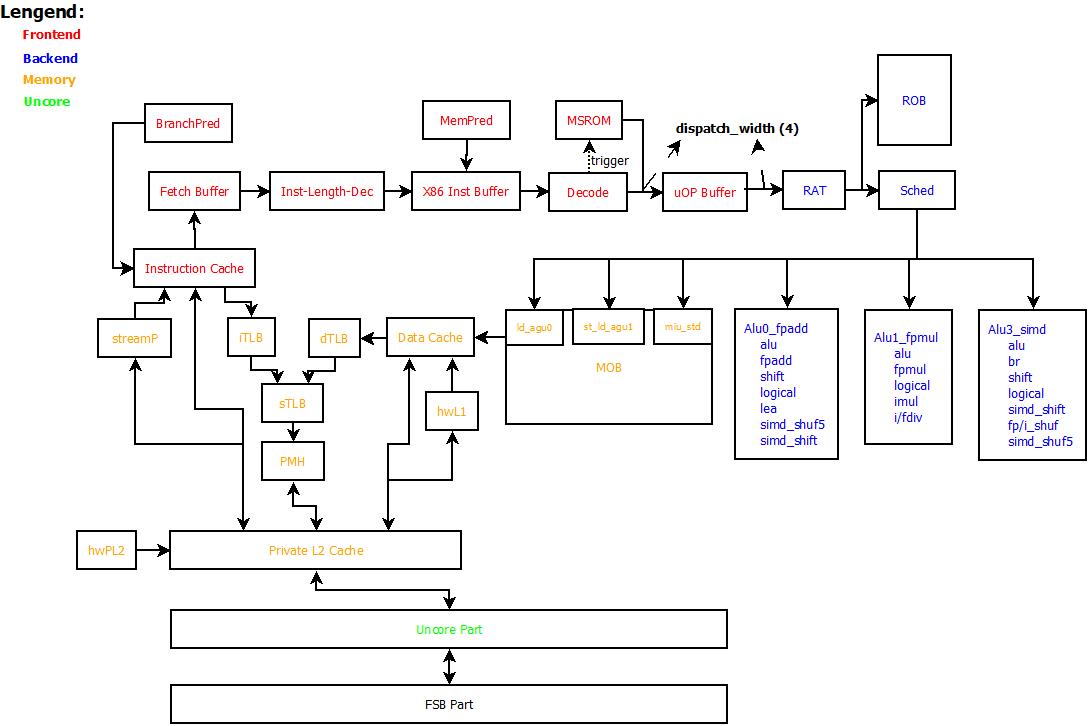 Lengend:
Frontend
Backend
Memory
Uncore
BranchPred
MemPred
MSROM
dispatch_width (4)
ROB
trigger
Fetch Buffer
Inst-Length-Dec
X86 Inst Buffer
Decode
uOP Buffer
RAT
Sched
Instruction Cache
streamP
iTLB
dTLB
Data Cache
ld_agu0
st_ld_agu1
miu_std
MOB
Alu0_fpadd
alu
fpadd
shift
logical
lea
simd_shuf5
simd_shift
Alu1_fpmul
alu
fpmul
logical
imul
i/fdiv
Alu3_simd
alu
br
shift
logical
simd_shift
fp/i_shuf
simd_shuf5
sTLB
hwL1
PMH
hwPL2
Private L2 Cache
Uncore Part
FSB Part